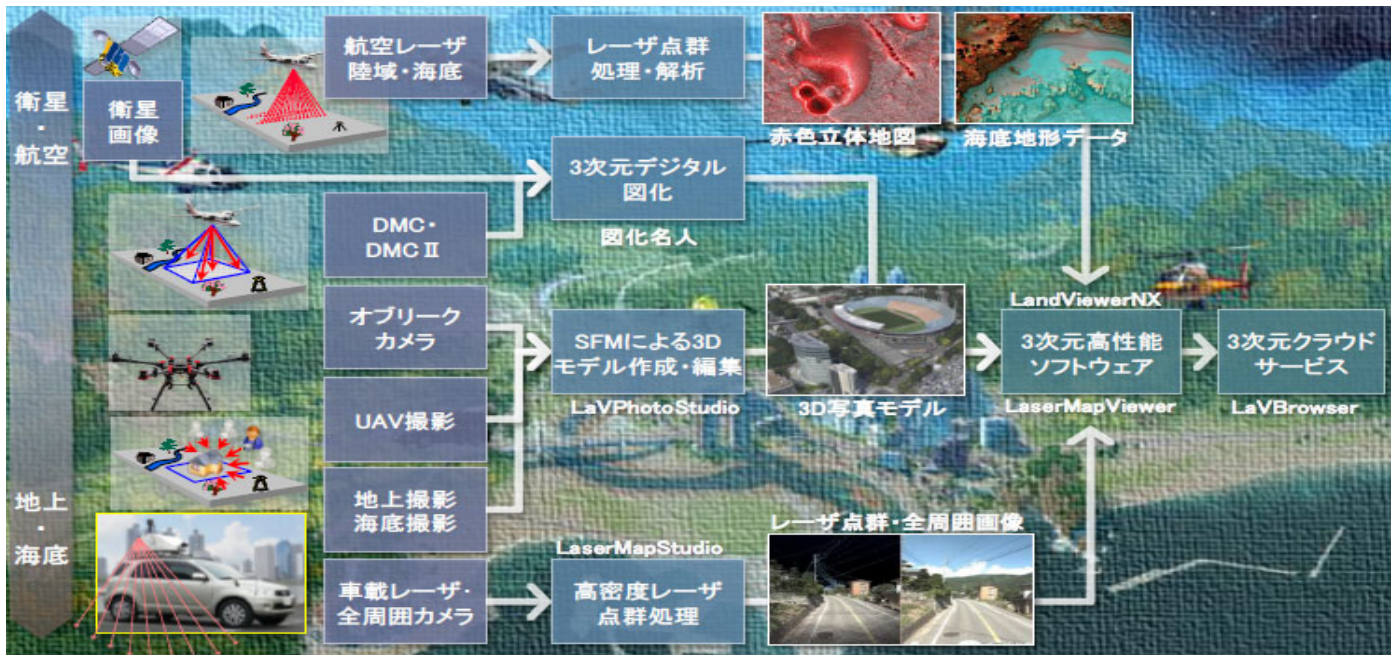 衛星
・
航空
衛星
画像
航空レーザ
陸域・海底
レーザ点群
処理・解析
赤色立体地図
海底地形データ
3次元デジタル
図化
図化名人
DMC・
DMCⅡ
オブリーク
カメラ
UAV撮影
地上撮影
海底撮影
SFMによる3D
モデル作成・編集
LaVPhotoStudio
3D写真モデル
LandViewerNX
3次元高性能
ソフトウェア
LaserMapViewer
3次元クラウド
サービス
LaVBrowser
地上
・
海底
車載レーザ・
全周囲カメラ
LaserMapStudio
高密度レーザ
点群処理
レーザ点群・全周囲画像